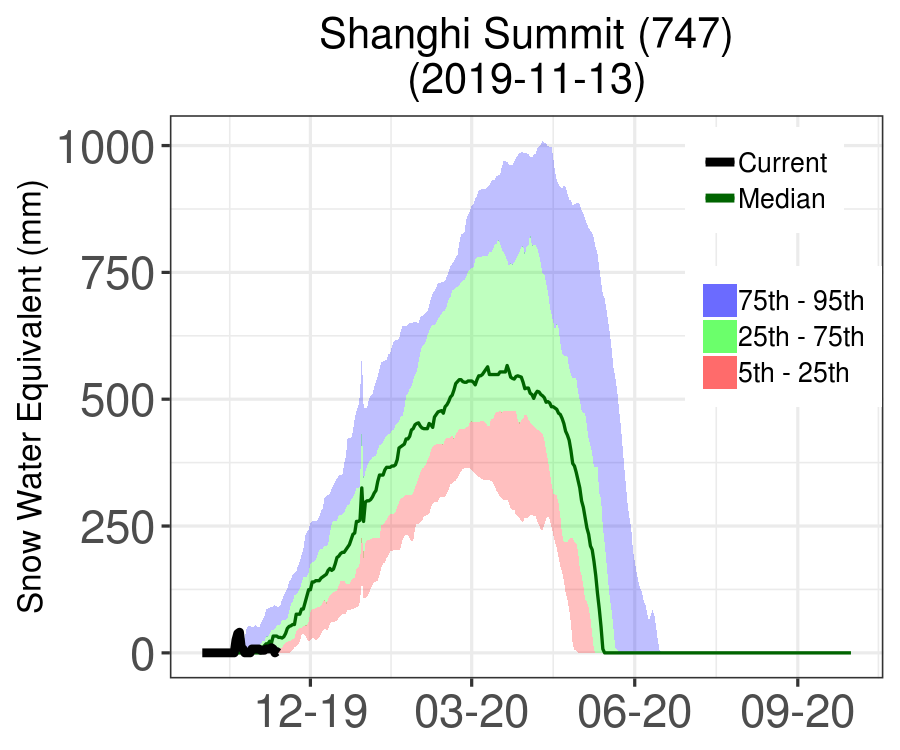 Shanghi Summit (747)
(2019-11-13)
Snow Water Equivalent (mm)
1000
750
500
250
0
12-19
03-20
06-20
09-20
Current
Median
75th - 95th
25th - 75th
5th - 25th